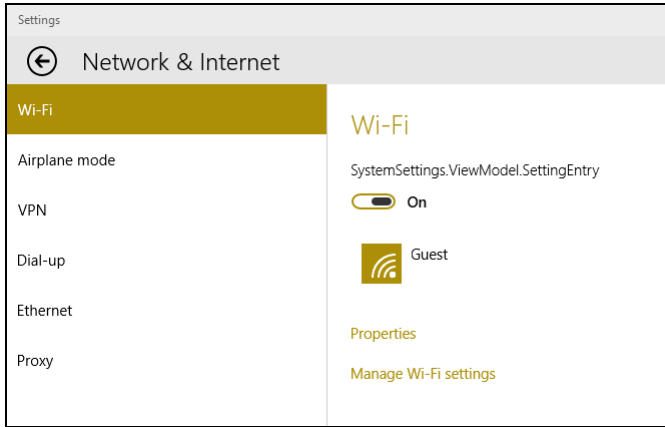 Settings
Network & Internet
Wi-Fi
Airplane mode
VPN
Dial-up
Ethernet
Proxy
Wi-Fi
SystemSettings.ViewModel.SettingEntry
On
Guest
Properties
Manage Wi-Fi settings